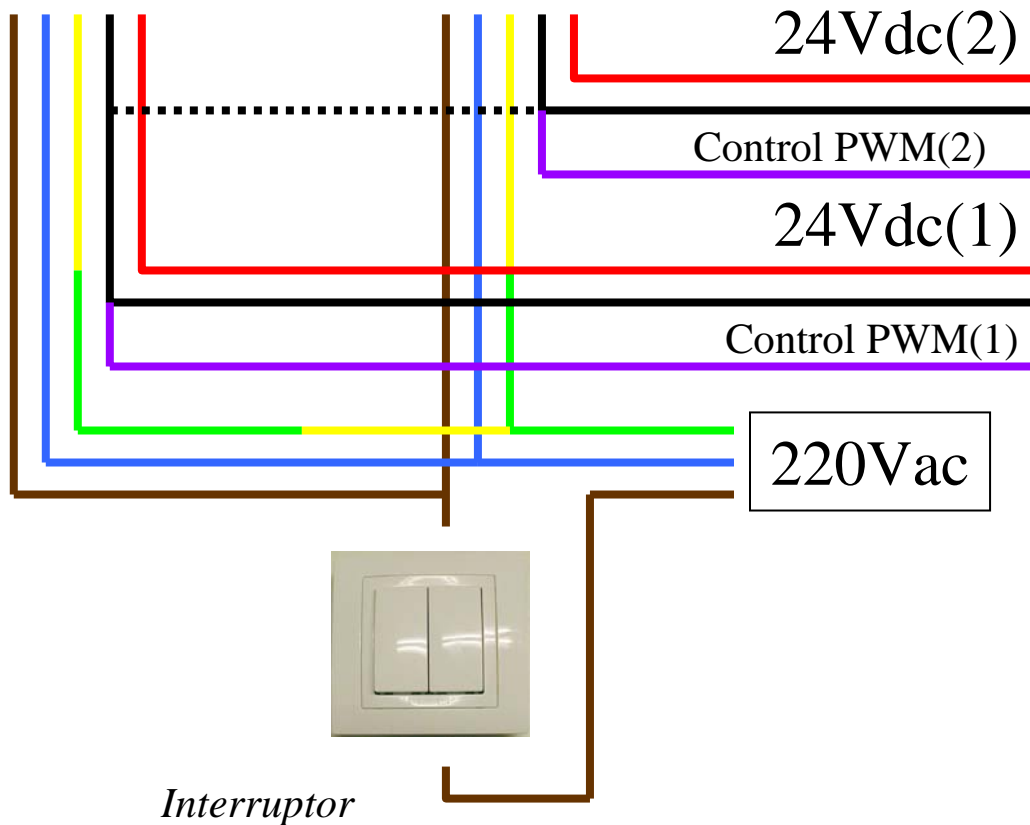 24Vdc(2)
Control PWM(2)
24Vdc(1)
Control PWM(1)
220Vac
Interruptor